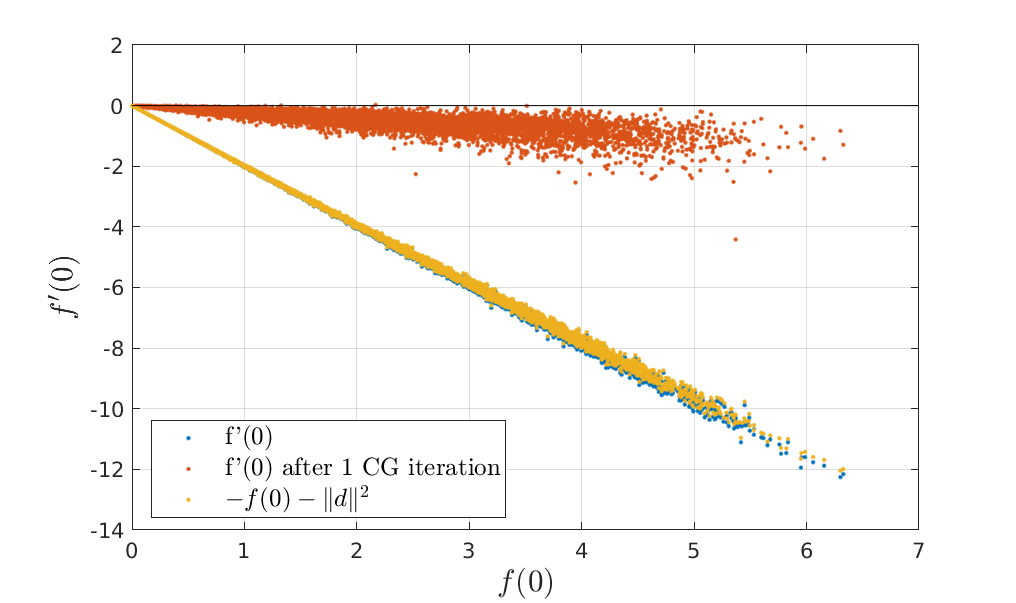 2
0
-2
-4
-6
-8
-10
-12
-14
f′(0)
f'(0)
f'(0) after 1 CG iteration
−f(0) − ‖d‖²
0 1 2 3 4 5 6 7
f(0)